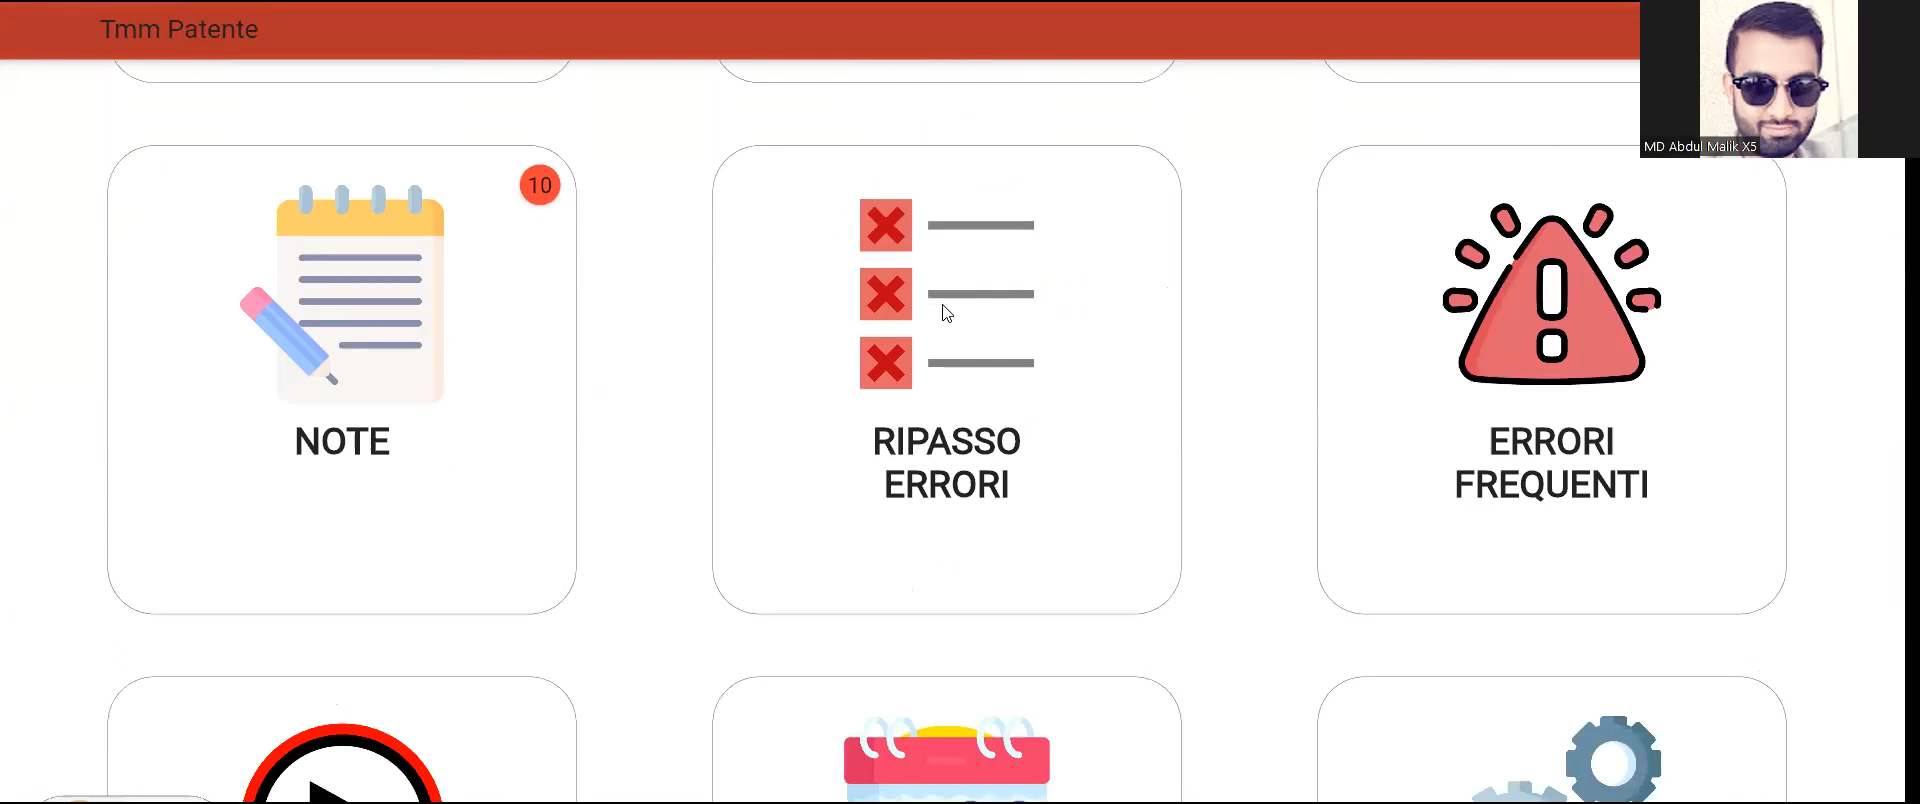 Tmm Patente
MD Abdul Malik X5
10
NOTE
RIPASSO
ERRORI
ERRORI
FREQUENTI